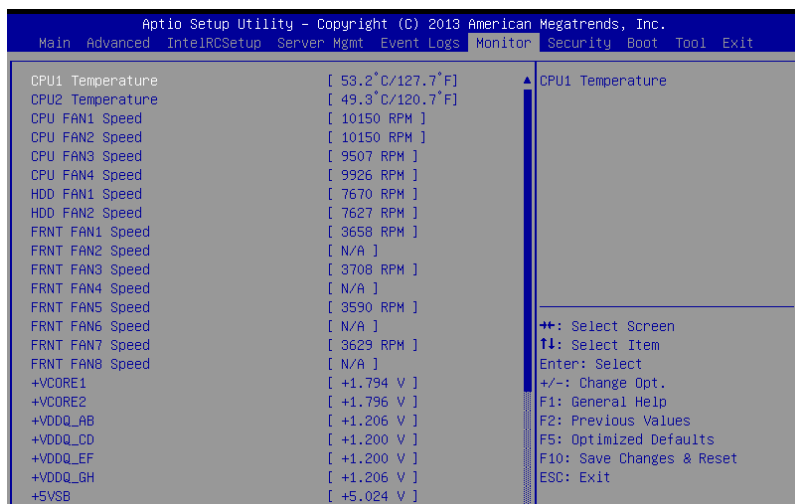 Aptio Setup Utility – Copyright (C) 2013 American Megatrends, Inc.
Main Advanced IntelRCSetup Server Mgmt Event Logs Monitor Security Boot Tool Exit
CPU1 Temperature [ 53.2°C/127.7°F]
CPU2 Temperature [ 49.3°C/120.7°F]
CPU FAN1 Speed [ 10150 RPM ]
CPU FAN2 Speed [ 10150 RPM ]
CPU FAN3 Speed [ 9507 RPM ]
CPU FAN4 Speed [ 9926 RPM ]
HDD FAN1 Speed [ 7670 RPM ]
HDD FAN2 Speed [ 7627 RPM ]
FRNT FAN1 Speed [ 3658 RPM ]
FRNT FAN2 Speed [ N/A ]
FRNT FAN3 Speed [ 3708 RPM ]
FRNT FAN4 Speed [ N/A ]
FRNT FAN5 Speed [ 3590 RPM ]
FRNT FAN6 Speed [ N/A ]
FRNT FAN7 Speed [ 3629 RPM ]
FRNT FAN8 Speed [ N/A ]
+VCORE1 [ +1.794 V ]
+VCORE2 [ +1.796 V ]
+VDDQ_AB [ +1.206 V ]
+VDDQ_CD [ +1.200 V ]
+VDDQ_EF [ +1.200 V ]
+VDDQ_GH [ +1.206 V ]
+5VSB [ +5.024 V ]
CPU1 Temperature
→←: Select Screen
↑↓: Select Item
Enter: Select
+/-: Change Opt.
F1: General Help
F2: Previous Values
F5: Optimized Defaults
F10: Save Changes & Reset
ESC: Exit